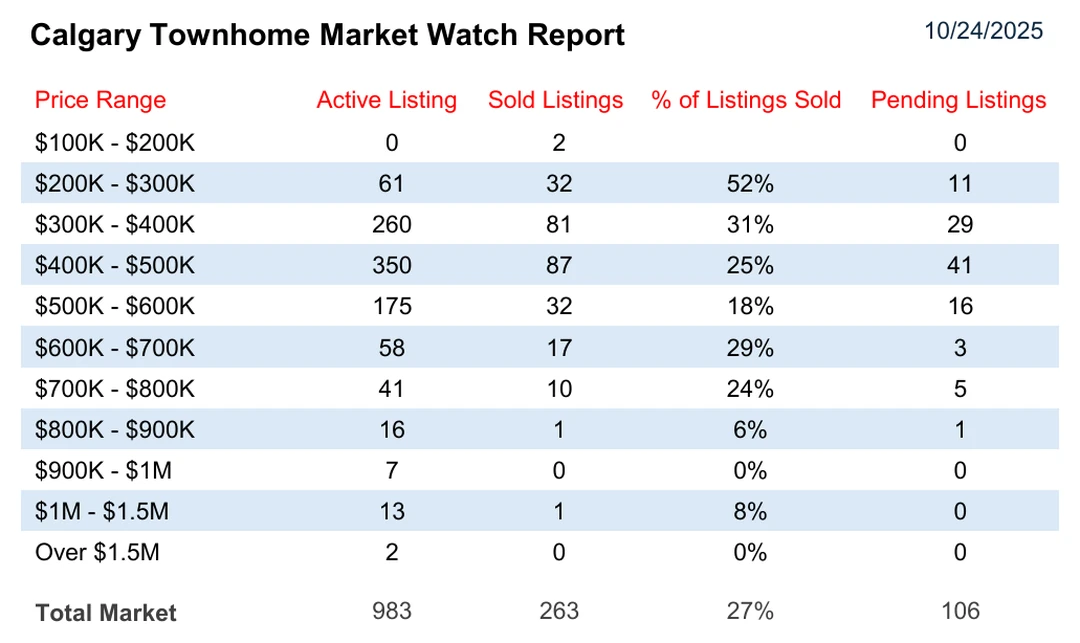 Calgary Townhome Market Watch Report 10/24/2025
Price Range Active Listing Sold Listings % of Listings Sold Pending Listings
$100K - $200K 0 2 0
$200K - $300K 61 32 52% 11
$300K - $400K 260 81 31% 29
$400K - $500K 350 87 25% 41
$500K - $600K 175 32 18% 16
$600K - $700K 58 17 29% 3
$700K - $800K 41 10 24% 5
$800K - $900K 16 1 6% 1
$900K - $1M 7 0 0% 0
$1M - $1.5M 13 1 8% 0
Over $1.5M 2 0 0% 0
Total Market 983 263 27% 106